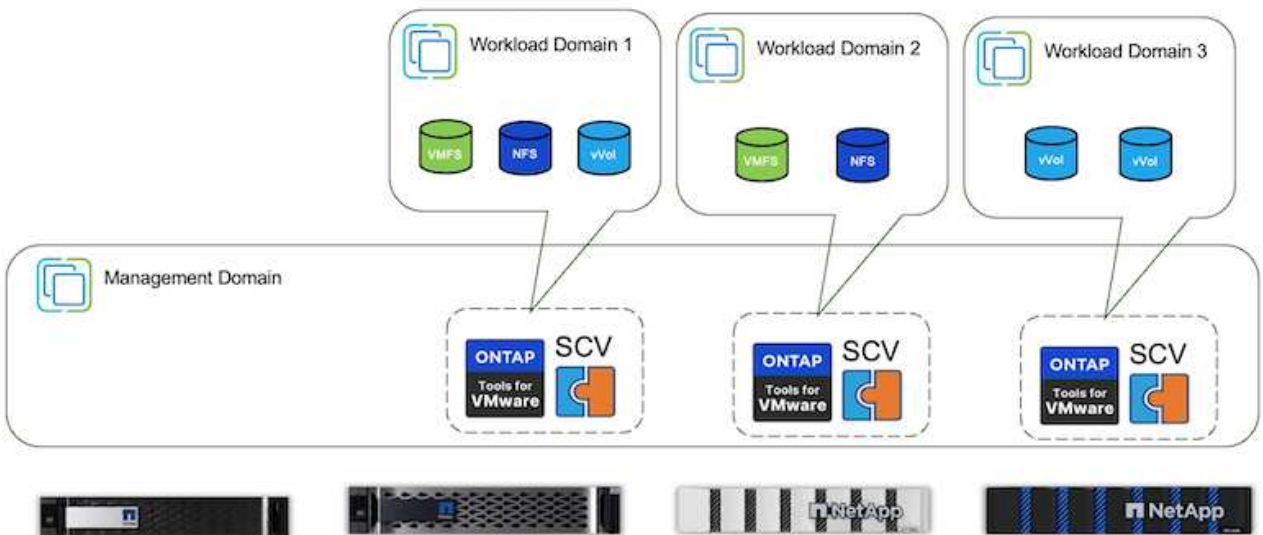 Workload Domain 1
Workload Domain 2
Workload Domain 3
VMFS
NFS
vVol
VMFS
NFS
vVol
vVol
Management Domain
ONTAP
Tools for
VMware
SCV
ONTAP
Tools for
VMware
SCV
ONTAP
Tools for
VMware
SCV
NetApp
NetApp